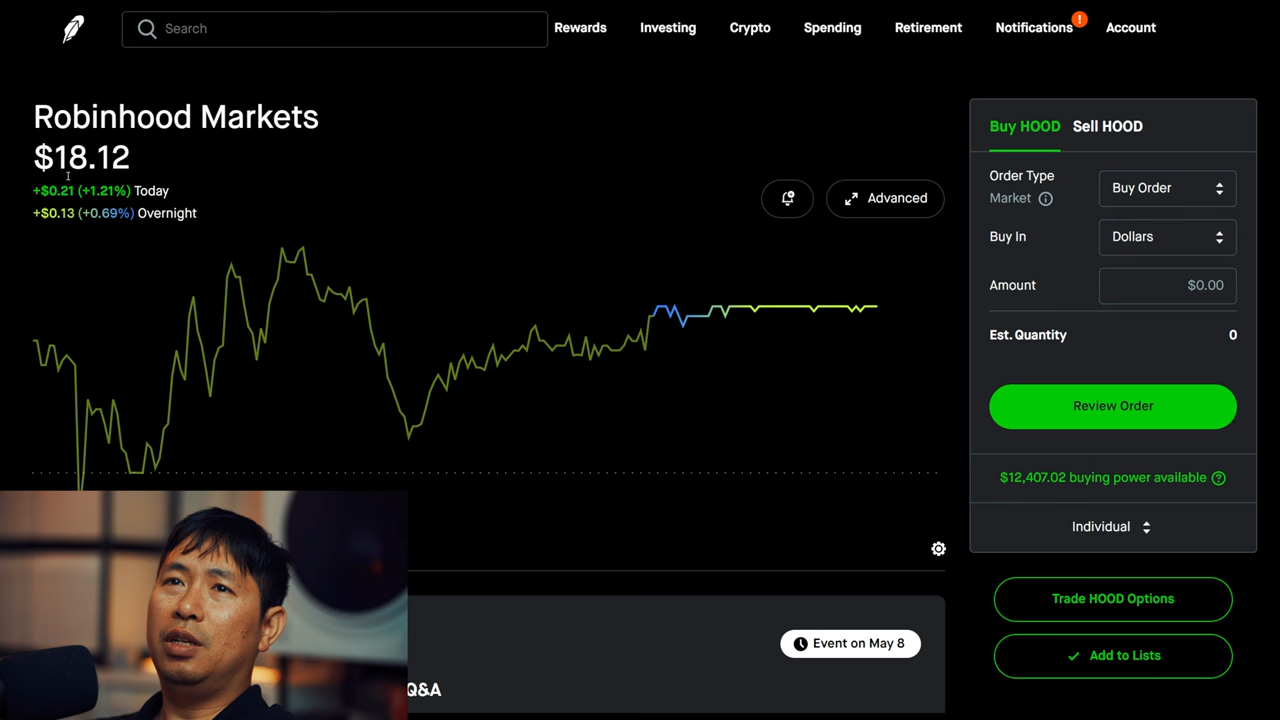 Search
Rewards
Investing
Crypto
Spending
Retirement
Notifications
!
Account
Robinhood Markets
$18.12
+$0.21 (+1.21%) Today
+$0.13 (+0.69%) Overnight
Advanced
Buy HOOD
Sell HOOD
Order Type
Market
Buy Order
Buy In
Dollars
Amount
$0.00
Est. Quantity
0
Review Order
$12,407.02 buying power available
Individual
Trade HOOD Options
Add to Lists
Event on May 8
Q&A